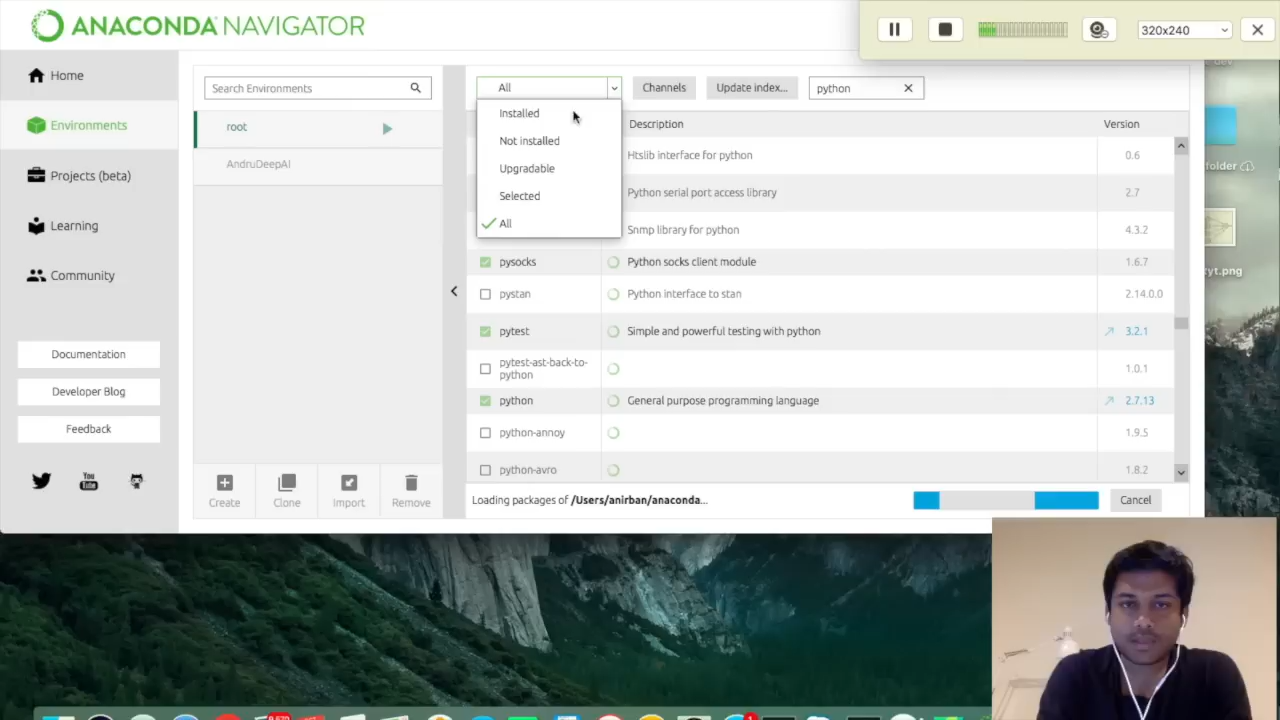 ANACONDA NAVIGATOR
320x240
Home
Environments
Projects (beta)
Learning
Community
Documentation
Developer Blog
Feedback
You
Tube
Search Environments
root
AndruDeepAI
Create
Clone
Import
Remove
All
Channels
Update index...
python
Installed
Not installed
Upgradable
Selected
All
Description
Version
Htslib interface for python
0.6
Python serial port access library
2.7
Snmp library for python
4.3.2
pysocks
Python socks client module
1.6.7
pystan
Python interface to stan
2.14.0.0
pytest
Simple and powerful testing with python
3.2.1
pytest-ast-back-to-
python
1.0.1
python
General purpose programming language
2.7.13
python-annoy
1.9.5
python-avro
1.8.2
Loading packages of /Users/anirban/anaconda...
Cancel
folder
tyt.png